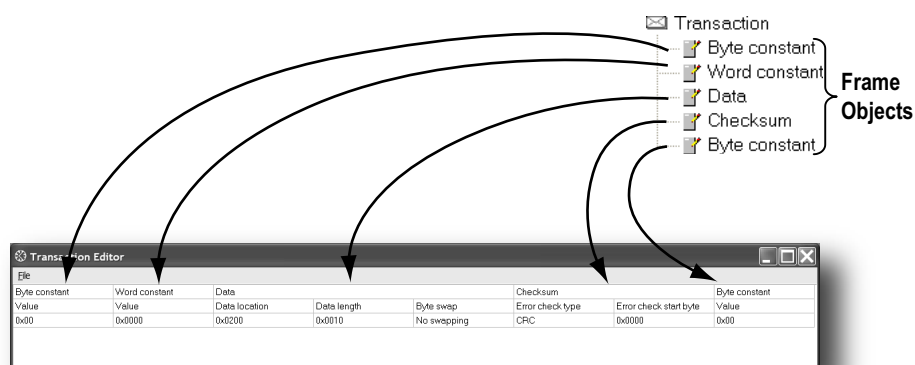 Transaction
Byte constant
Word constant
Data
Checksum
Byte constant
Frame
Objects
Transaction Editor
File
Byte constant Word constant Data Checksum Byte constant
Value Value Data location Data length Byte swap Error check type Error check start byte Value
0x00 0x0000 0x0200 0x0010 No swapping CRC 0x0000 0x00